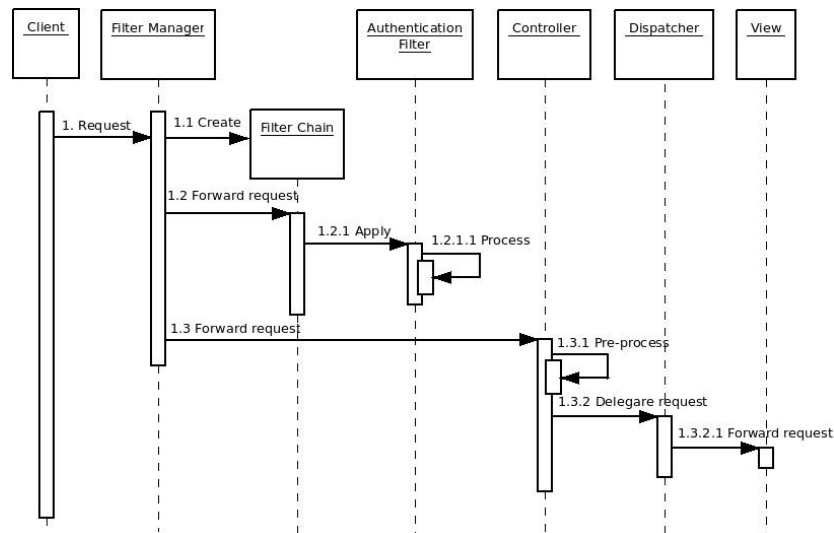 Client
Filter Manager
Authentication
Filter
Controller
Dispatcher
View
1. Request
1.1 Create
Filter Chain
1.2 Forward request
1.2.1 Apply
1.2.1.1 Process
1.3 Forward request
1.3.1 Pre-process
1.3.2 Delegare request
1.3.2.1 Forward request